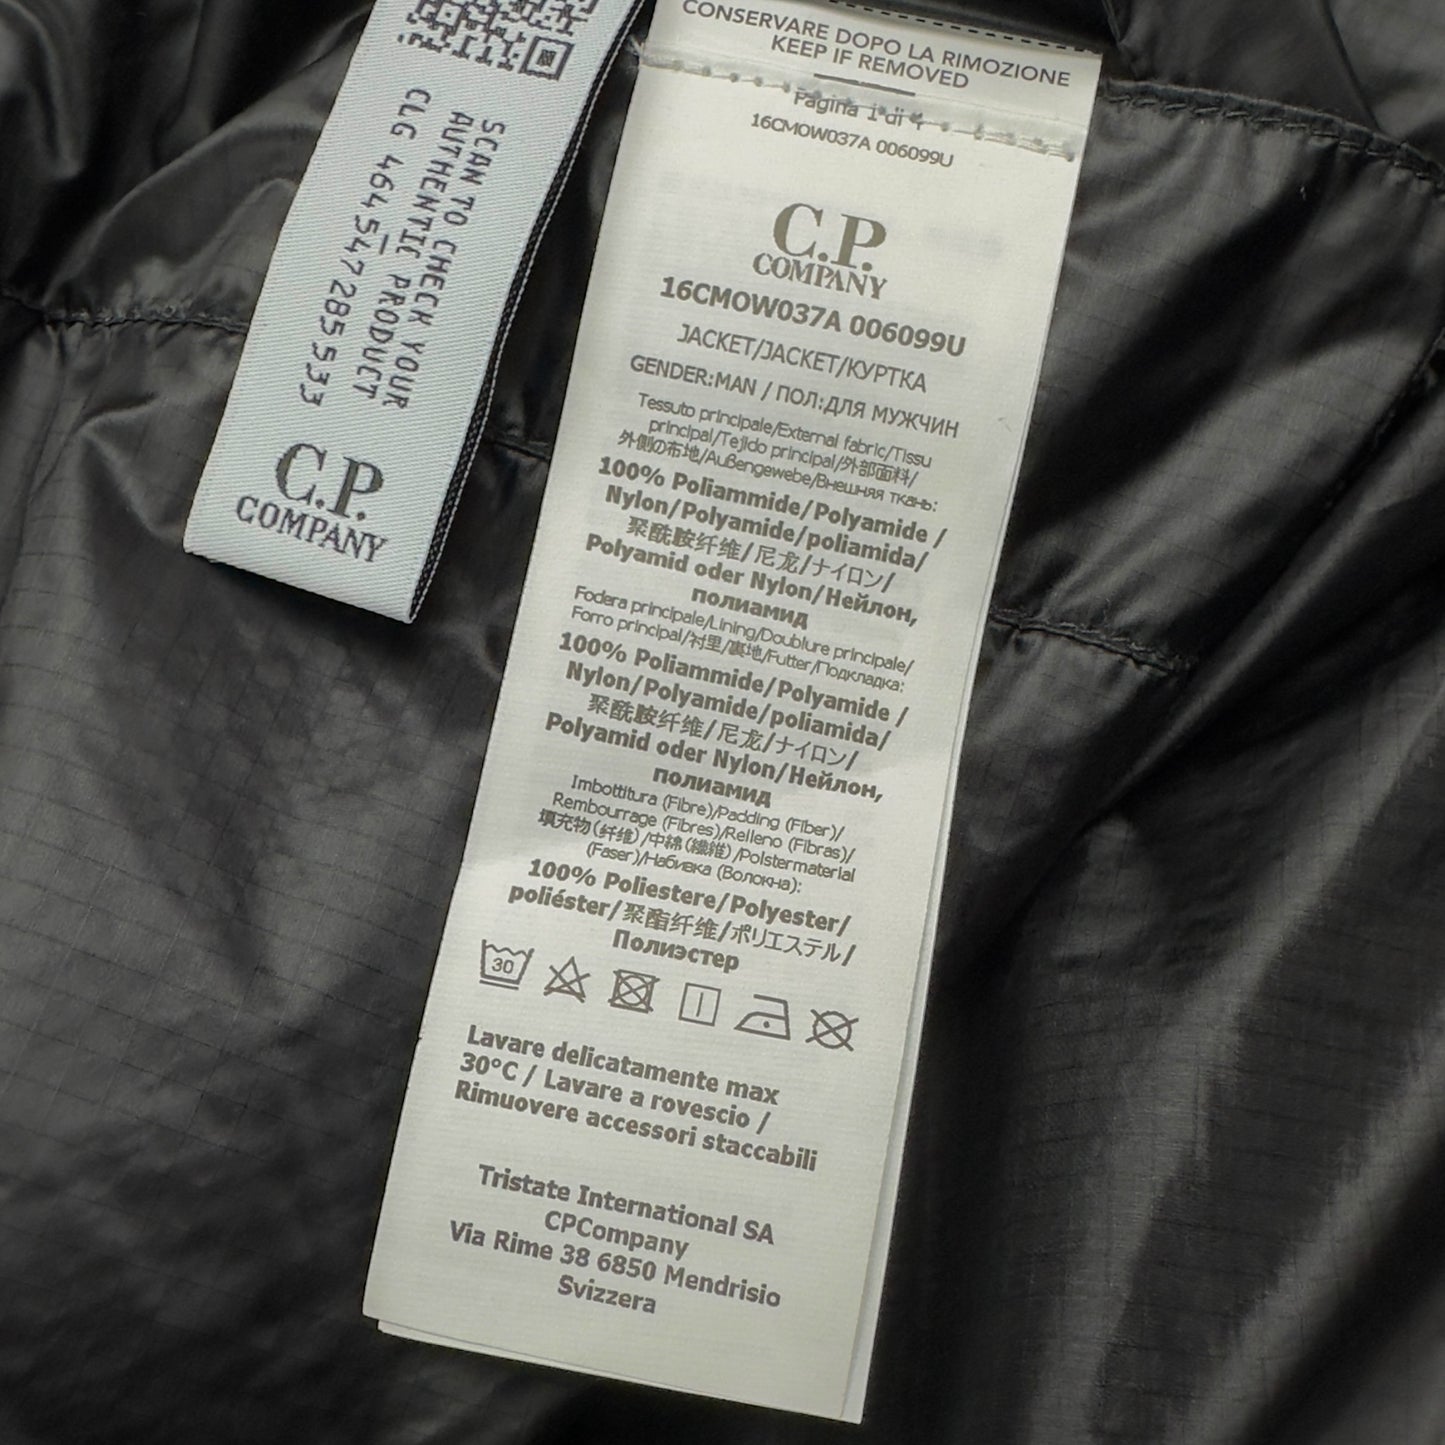 SCAN TO CHECK YOUR
AUTHENTIC PRODUCT
CLG 464547285533
C.P.
COMPANY
CONSERVARE DOPO LA RIMOZIONE
KEEP IF REMOVED
Pagina 1 di
16CMOW037A 006099U
C.P.
COMPANY
16CMOW037A 006099U
JACKET/JACKET/КУРТКА
GENDER:MAN / ПОЛ:ДЛЯ МУЖЧИН
Tessuto principale/External fabric/Tissu
principal/Tejido principal/外部面料/
外側の布地/Außengewebe/Внешняя ткань:
100% Poliammide/Polyamide /
Nylon/Polyamide/poliamida/
聚酰胺纤维/尼龙/ナイロン/
Polyamid oder Nylon/Нейлон,
полиамид
Fodera principale/Lining/Doublure principale/
Forro principal/衬里/裏地/Futter/Подкладка:
100% Poliammide/Polyamide /
Nylon/Polyamide/poliamida/
聚酰胺纤维/尼龙/ナイロン/
Polyamid oder Nylon/Нейлон,
полиамид
Imbottitura (Fibre)/Padding (Fiber)/
Rembourrage (Fibres)/Relleno (Fibras)/
填充物(纤维)/中綿(繊維)/Polstermaterial
(Faser)/Набивка (Волокна):
100% Poliestere/Polyester/
poliéster/聚酯纤维/ポリエステル/
Полиэстер
30
Lavare delicatamente max
30°C / Lavare a rovescio /
Rimuovere accessori staccabili
Tristate International SA
CPCompany
Via Rime 38 6850 Mendrisio
Svizzera